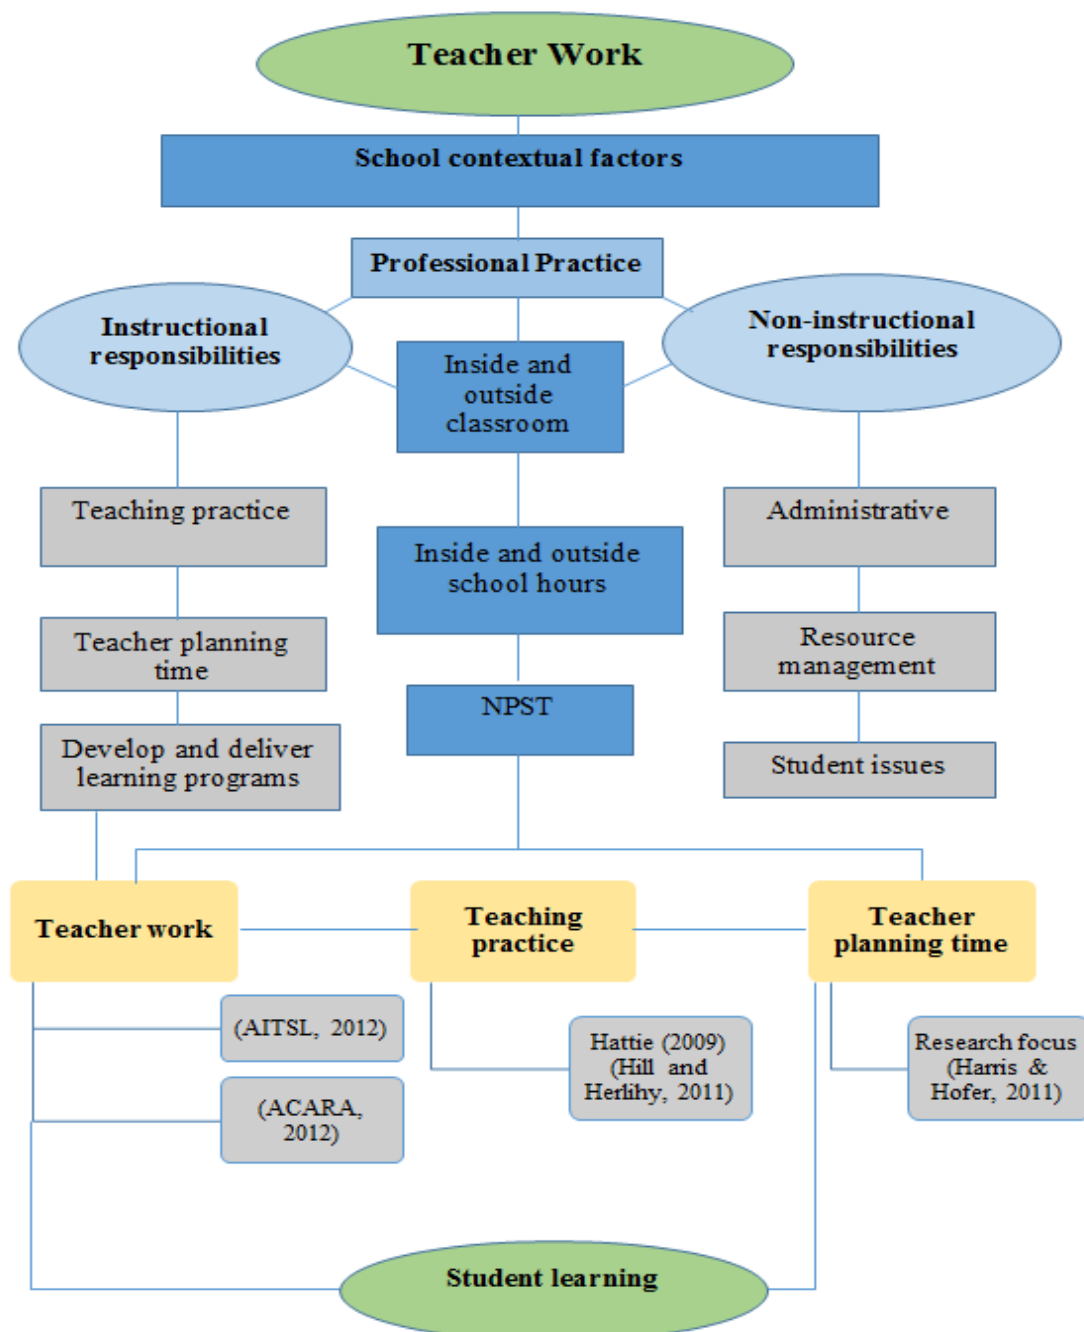 Teacher Work
School contextual factors
Professional Practice
Instructional
responsibilities
Non-instructional
responsibilities
Inside and
outside
classroom
Teaching practice
Administrative
Inside and outside
school hours
Teacher planning
time
Resource
management
NPST
Develop and deliver
learning programs
Student issues
Teacher work
Teaching
practice
Teacher
planning time
(AITSL, 2012)
(ACARA,
2012)
Hattie (2009)
(Hill and
Herlihy, 2011)
Research focus
(Harris &
Hofer, 2011)
Student learning